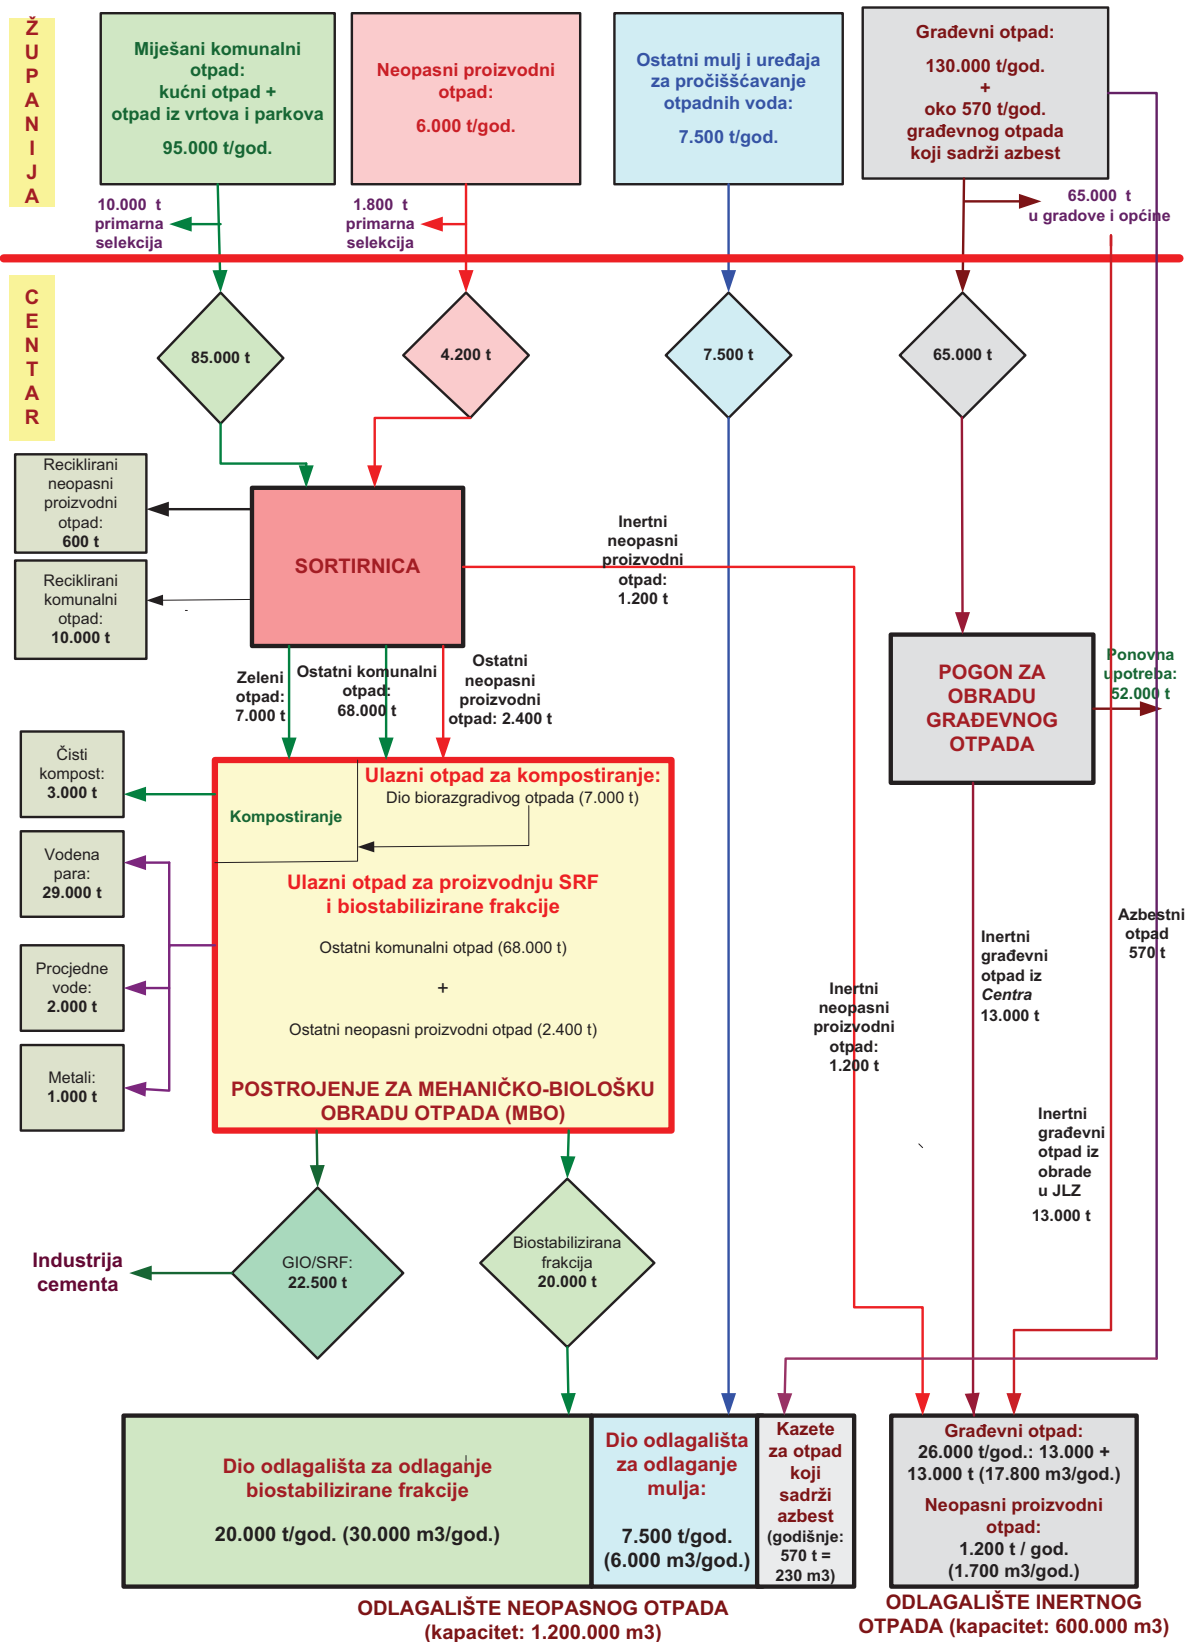 Ž
U
P
A
N
I
J
A
Miješani komunalni
otpad:
kućni otpad +
otpad iz vrtova i parkova
95.000 t/god.
Neopasni proizvodni
otpad:
6.000 t/god.
Ostatni mulj i uređaja
za pročiššćavanje
otpadnih voda:
7.500 t/god.
Građevni otpad:
130.000 t/god.
+
oko 570 t/god.
građevnog otpada
koji sadrži azbest
10.000 t
primarna
selekcija
1.800 t
primarna
selekcija
65.000 t
u gradove i općine
C
E
N
T
A
R
85.000 t
4.200 t
7.500 t
65.000 t
Reciklirani
neopasni
proizvodni
otpad:
600 t
Reciklirani
komunalni
otpad:
10.000 t
SORTIRNICA
Inertni
neopasni
proizvodni
otpad:
1.200 t
Zeleni
otpad:
7.000 t
Ostatni komunalni
otpad:
68.000 t
Ostatni
neopasni
proizvodni
otpad: 2.400 t
POGON ZA
OBRADU
GRAĐEVNOG
OTPADA
Ponovna
upotreba:
52.000 t
Čisti
kompost:
3.000 t
Vodena
para:
29.000 t
Procjedne
vode:
2.000 t
Metali:
1.000 t
Ulazni otpad za kompostiranje:
Dio biorazgradivog otpada (7.000 t)
Kompostiranje
Ulazni otpad za proizvodnju SRF
i biostabilizirane frakcije
Ostatni komunalni otpad (68.000 t)
+
Ostatni neopasni proizvodni otpad (2.400 t)
POSTROJENJE ZA MEHANIČKO-BIOLOŠKU
OBRADU OTPADA (MBO)
Inertni
neopasni
proizvodni
otpad:
1.200 t
Inertni
građevni
otpad iz
Centra
13.000 t
Azbestni
otpad
570 t
Inertni
građevni
otpad iz
obrade
u JLZ
13.000 t
Industrija
cementa
GIO/SRF:
22.500 t
Biostabilizirana
frakcija
20.000 t
Dio odlagališta za odlaganje
biostabilizirane frakcije
20.000 t/god. (30.000 m3/god.)
Dio odlagališta
za odlaganje
mulja:
7.500 t/god.
(6.000 m3/god.)
Kazete
za otpad
koji
sadrži
azbest
(godišnje:
570 t =
230 m3)
Građevni otpad:
26.000 t/god.: 13.000 +
13.000 t (17.800 m3/god.)
Neopasni proizvodni
otpad:
1.200 t / god.
(1.700 m3/god.)
ODLAGALIŠTE NEOPASNOG OTPADA
(kapacitet: 1.200.000 m3)
ODLAGALIŠTE INERTNOG
OTPADA (kapacitet: 600.000 m3)